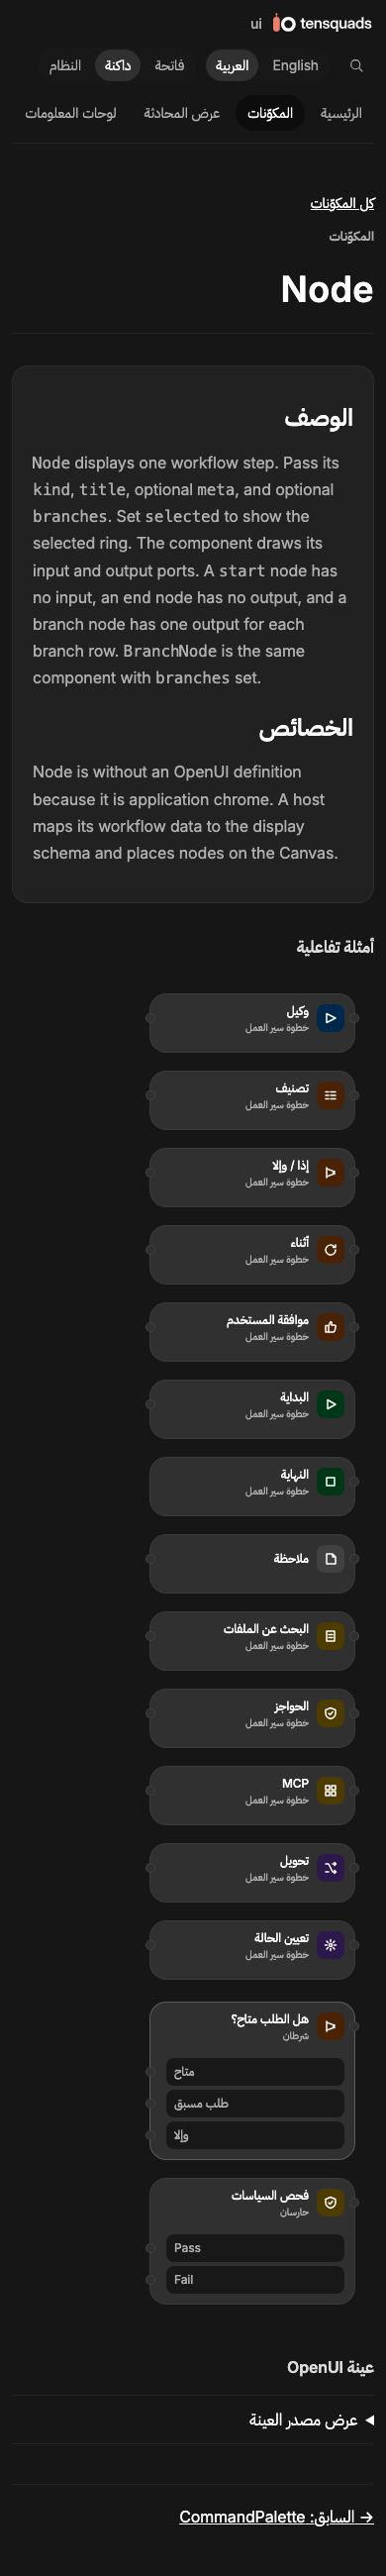 tensquads ui
English العربية فاتحة داكنة النظام
الرئيسية المكوّنات عرض المحادثة لوحات المعلومات
كل المكوّنات
المكوّنات
Node
الوصف
Node displays one workflow step. Pass its
kind, title, optional meta, and optional
branches. Set selected to show the
selected ring. The component draws its
input and output ports. A start node has
no input, an end node has no output, and a
branch node has one output for each
branch row. BranchNode is the same
component with branches set.
الخصائص
Node is without an OpenUI definition
because it is application chrome. A host
maps its workflow data to the display
schema and places nodes on the Canvas.
أمثلة تفاعلية
وكيل
خطوة سير العمل
تصنيف
خطوة سير العمل
إذا / وإلا
خطوة سير العمل
أثناء
خطوة سير العمل
موافقة المستخدم
خطوة سير العمل
البداية
خطوة سير العمل
النهاية
خطوة سير العمل
ملاحظة
البحث عن الملفات
خطوة سير العمل
الحواجز
خطوة سير العمل
MCP
خطوة سير العمل
تحويل
خطوة سير العمل
تعيين الحالة
خطوة سير العمل
هل الطلب متاح؟
شرطان
متاح
طلب مسبق
وإلا
فحص السياسات
حارسان
Pass
Fail
عينة OpenUI
عرض مصدر العينة
→ السابق: CommandPalette